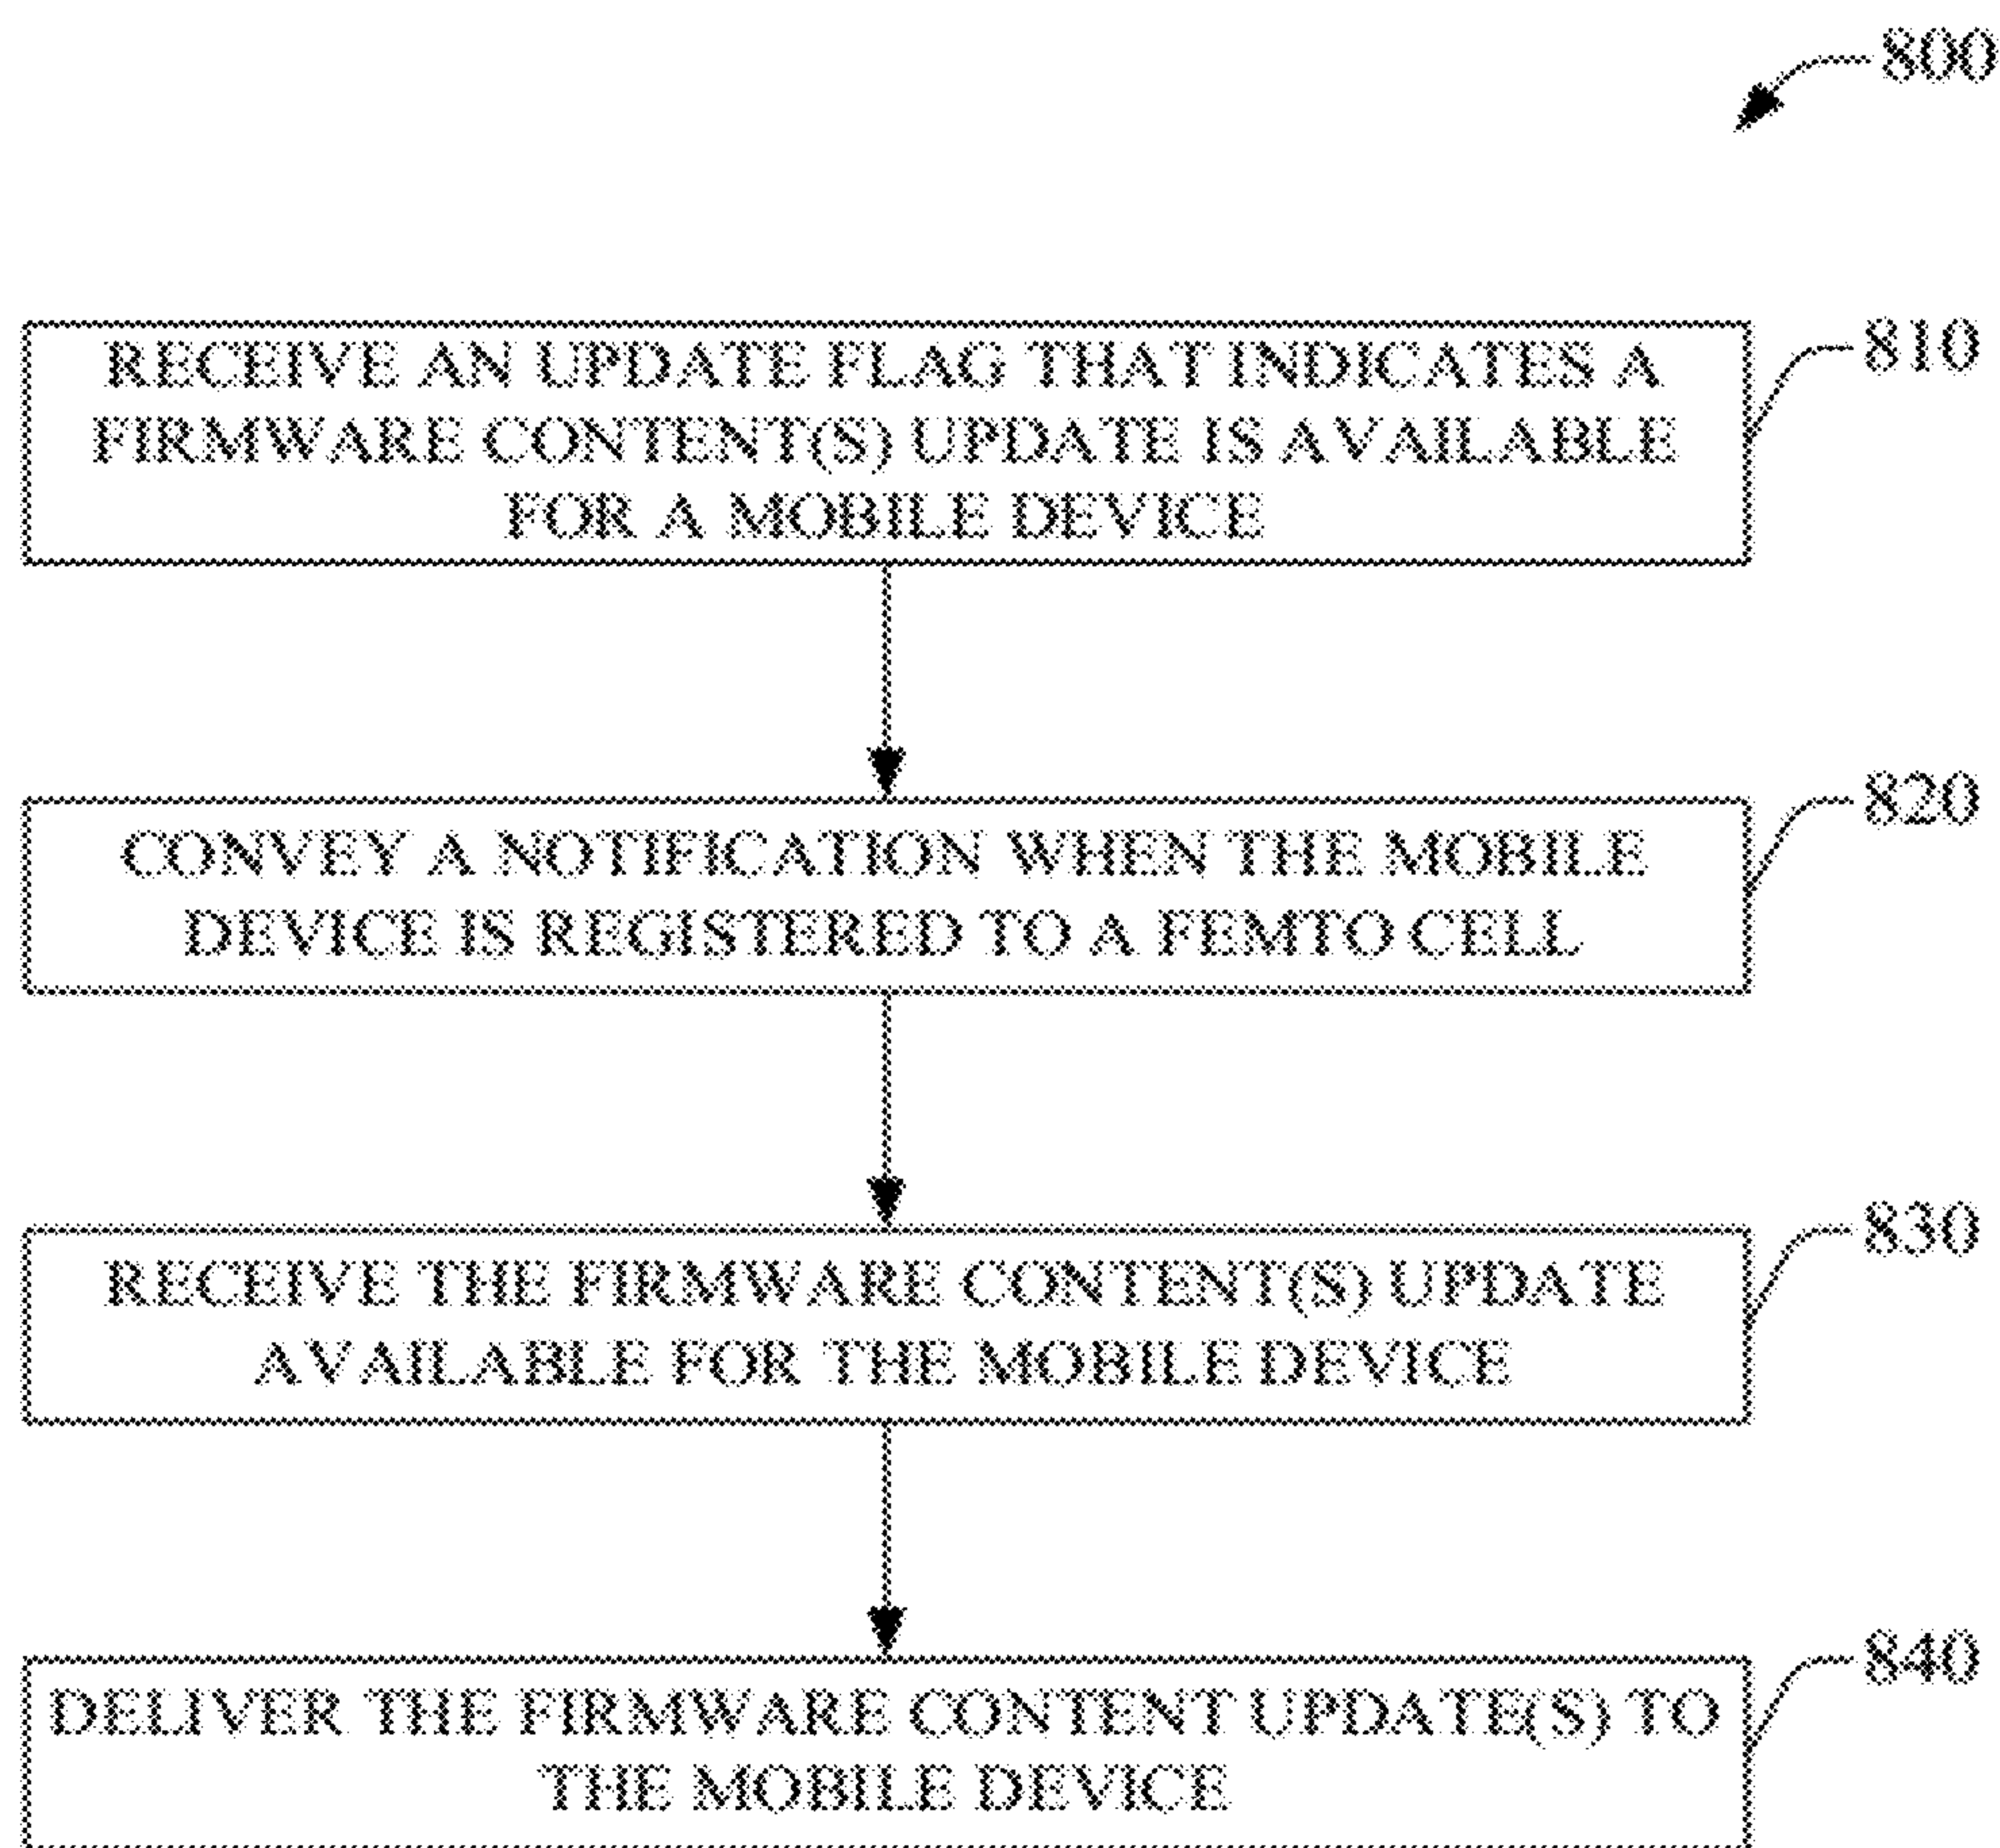 800
RECEIVE AN UPDATE FLAG THAT INDICATES A
FIRMWARE CONTENT(S) UPDATE IS AVAILABLE
FOR A MOBILE DEVICE
810
CONVEY A NOTIFICATION WHEN THE MOBILE
DEVICE IS REGISTERED TO A FEMTO CELL
820
RECEIVE THE FIRMWARE CONTENT(S) UPDATE
AVAILABLE FOR THE MOBILE DEVICE
830
DELIVER THE FIRMWARE CONTENT UPDATE(S) TO
THE MOBILE DEVICE
840